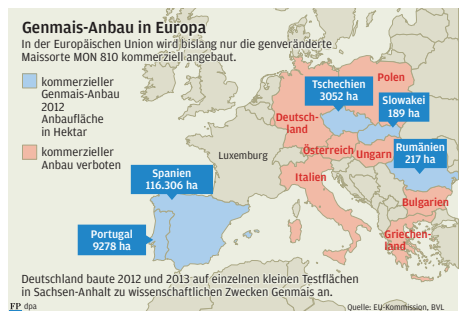 Genmais-Anbau in Europa
In der Europäischen Union wird bislang nur die genveränderte
Maissorte MON 810 kommerziell angebaut.
kommerzieller
Genmais-Anbau
2012
Anbaufläche
in Hektar
kommerzieller
Anbau verboten
Tschechien
3052 ha
Polen
Slowakei
189 ha
Deutsch-
land
Rumänien
217 ha
Luxemburg
Österreich
Ungarn
Spanien
116.306 ha
Italien
Bulgarien
Portugal
9278 ha
Griechen-
land
Deutschland baute 2012 und 2013 auf einzelnen kleinen Testflächen
in Sachsen-Anhalt zu wissenschaftlichen Zwecken Genmais an.
FP dpa
Quelle: EU-Kommission, BVL